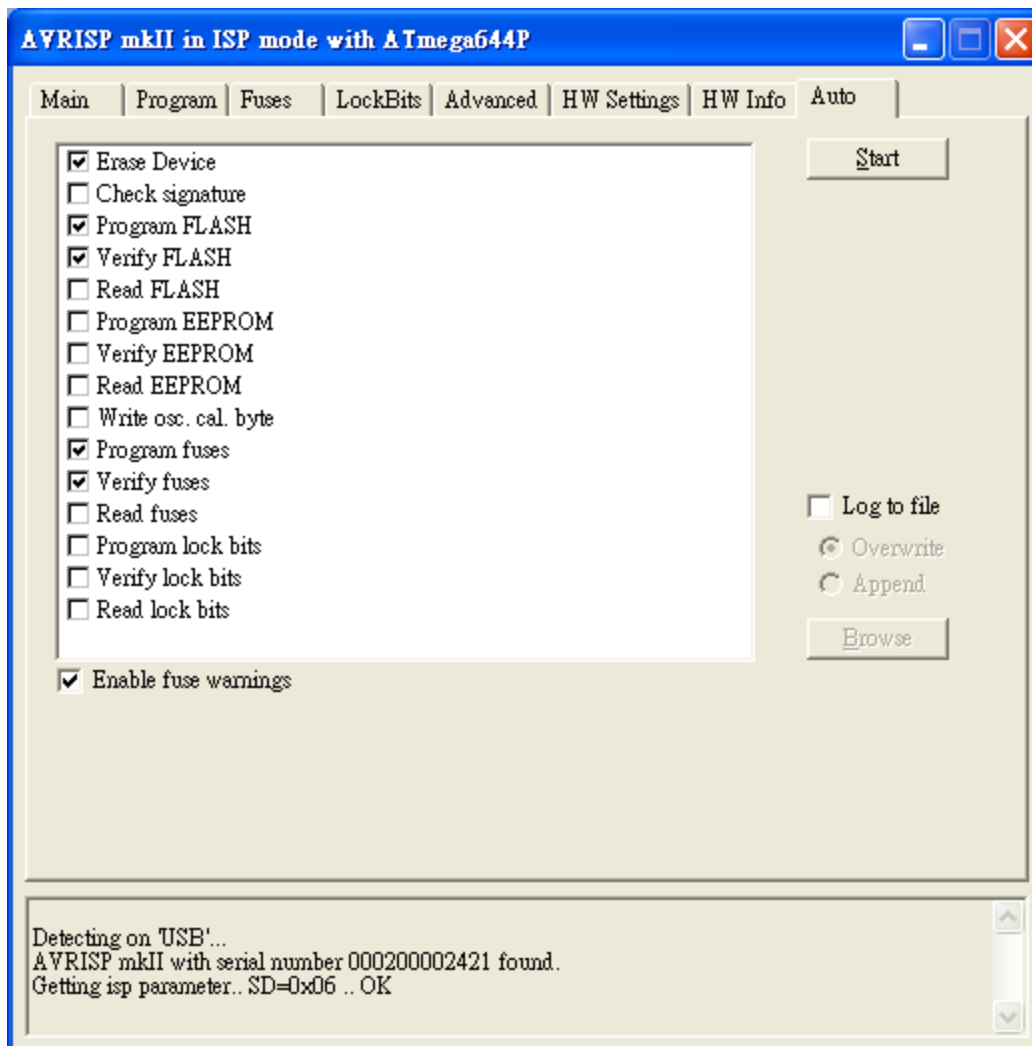 AVRISP mkII in ISP mode with ATmega644P
Main Program Fuses LockBits Advanced HW Settings HW Info Auto
Erase Device
Check signature
Program FLASH
Verify FLASH
Read FLASH
Program EEPROM
Verify EEPROM
Read EEPROM
Write osc. cal. byte
Program fuses
Verify fuses
Read fuses
Program lock bits
Verify lock bits
Read lock bits
Enable fuse warnings
Start
Log to file
Overwrite
Append
Browse
Detecting on 'USB'...
AVRISP mkII with serial number 000200002421 found.
Getting isp parameter.. SD=0x06 .. OK